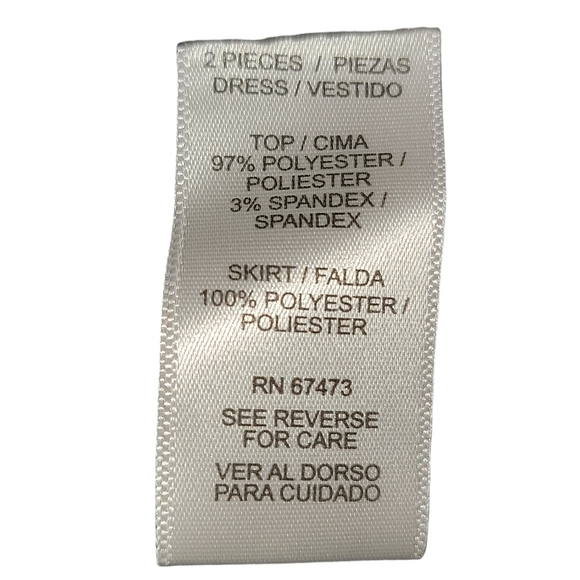 2 PIECES / PIEZAS
DRESS / VESTIDO
TOP / CIMA
97% POLYESTER /
POLIESTER
3% SPANDEX /
SPANDEX
SKIRT / FALDA
100% POLYESTER /
POLIESTER
RN 67473
SEE REVERSE
FOR CARE
VER AL DORSO
PARA CUIDADO